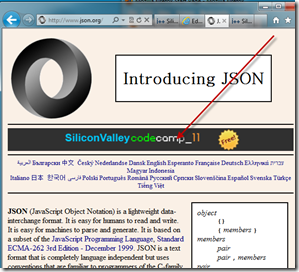 http://www.json.org/
Introducing JSON
SiliconValleycodecamp_11
Free!
العربية Български 中文 Český Nederlandse Dansk English Esperanto Française Deutsch Ελληνικά עברית
Magyar Indonesia
Italiano 日本 한국어 فارسی Polski Português Română Русский Српски Slovenščina Español Svenska Türkçe
Tiếng Việt
JSON (JavaScript Object Notation) is a lightweight data-
interchange format. It is easy for humans to read and write.
It is easy for machines to parse and generate. It is based on
a subset of the JavaScript Programming Language, Standard
ECMA-262 3rd Edition - December 1999. JSON is a text
format that is completely language independent but uses
conventions that are familiar to programmers of the C-family
object
{}
{ members }
members
pair
pair , members
pair